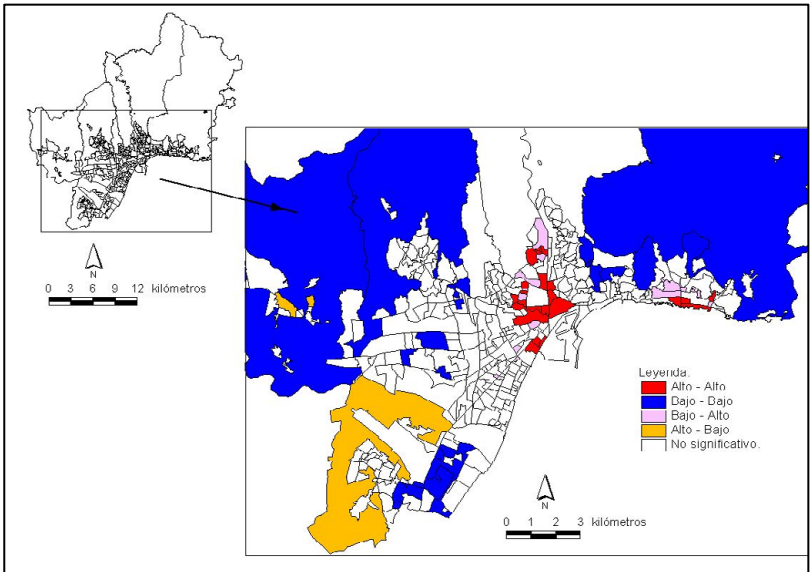 N
0 3 6 9 12 kilómetros
Leyenda.
Alto - Alto
Dajo - Bajo
Bajo - Alto
Alto - Bajo
No significativo.
N
0 1 2 3 kilómetros